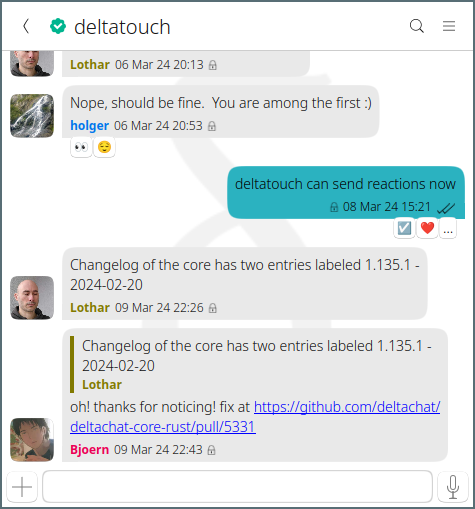 deltatouch
Lothar 06 Mar 24 20:13
Nope, should be fine. You are among the first :)
holger 06 Mar 24 20:53
deltatouch can send reactions now
08 Mar 24 15:21
...
Changelog of the core has two entries labeled 1.135.1 -
2024-02-20
Lothar 09 Mar 24 22:26
Changelog of the core has two entries labeled 1.135.1 -
2024-02-20
Lothar
oh! thanks for noticing! fix at https://github.com/deltachat/
deltachat-core-rust/pull/5331
Bjoern 09 Mar 24 22:43